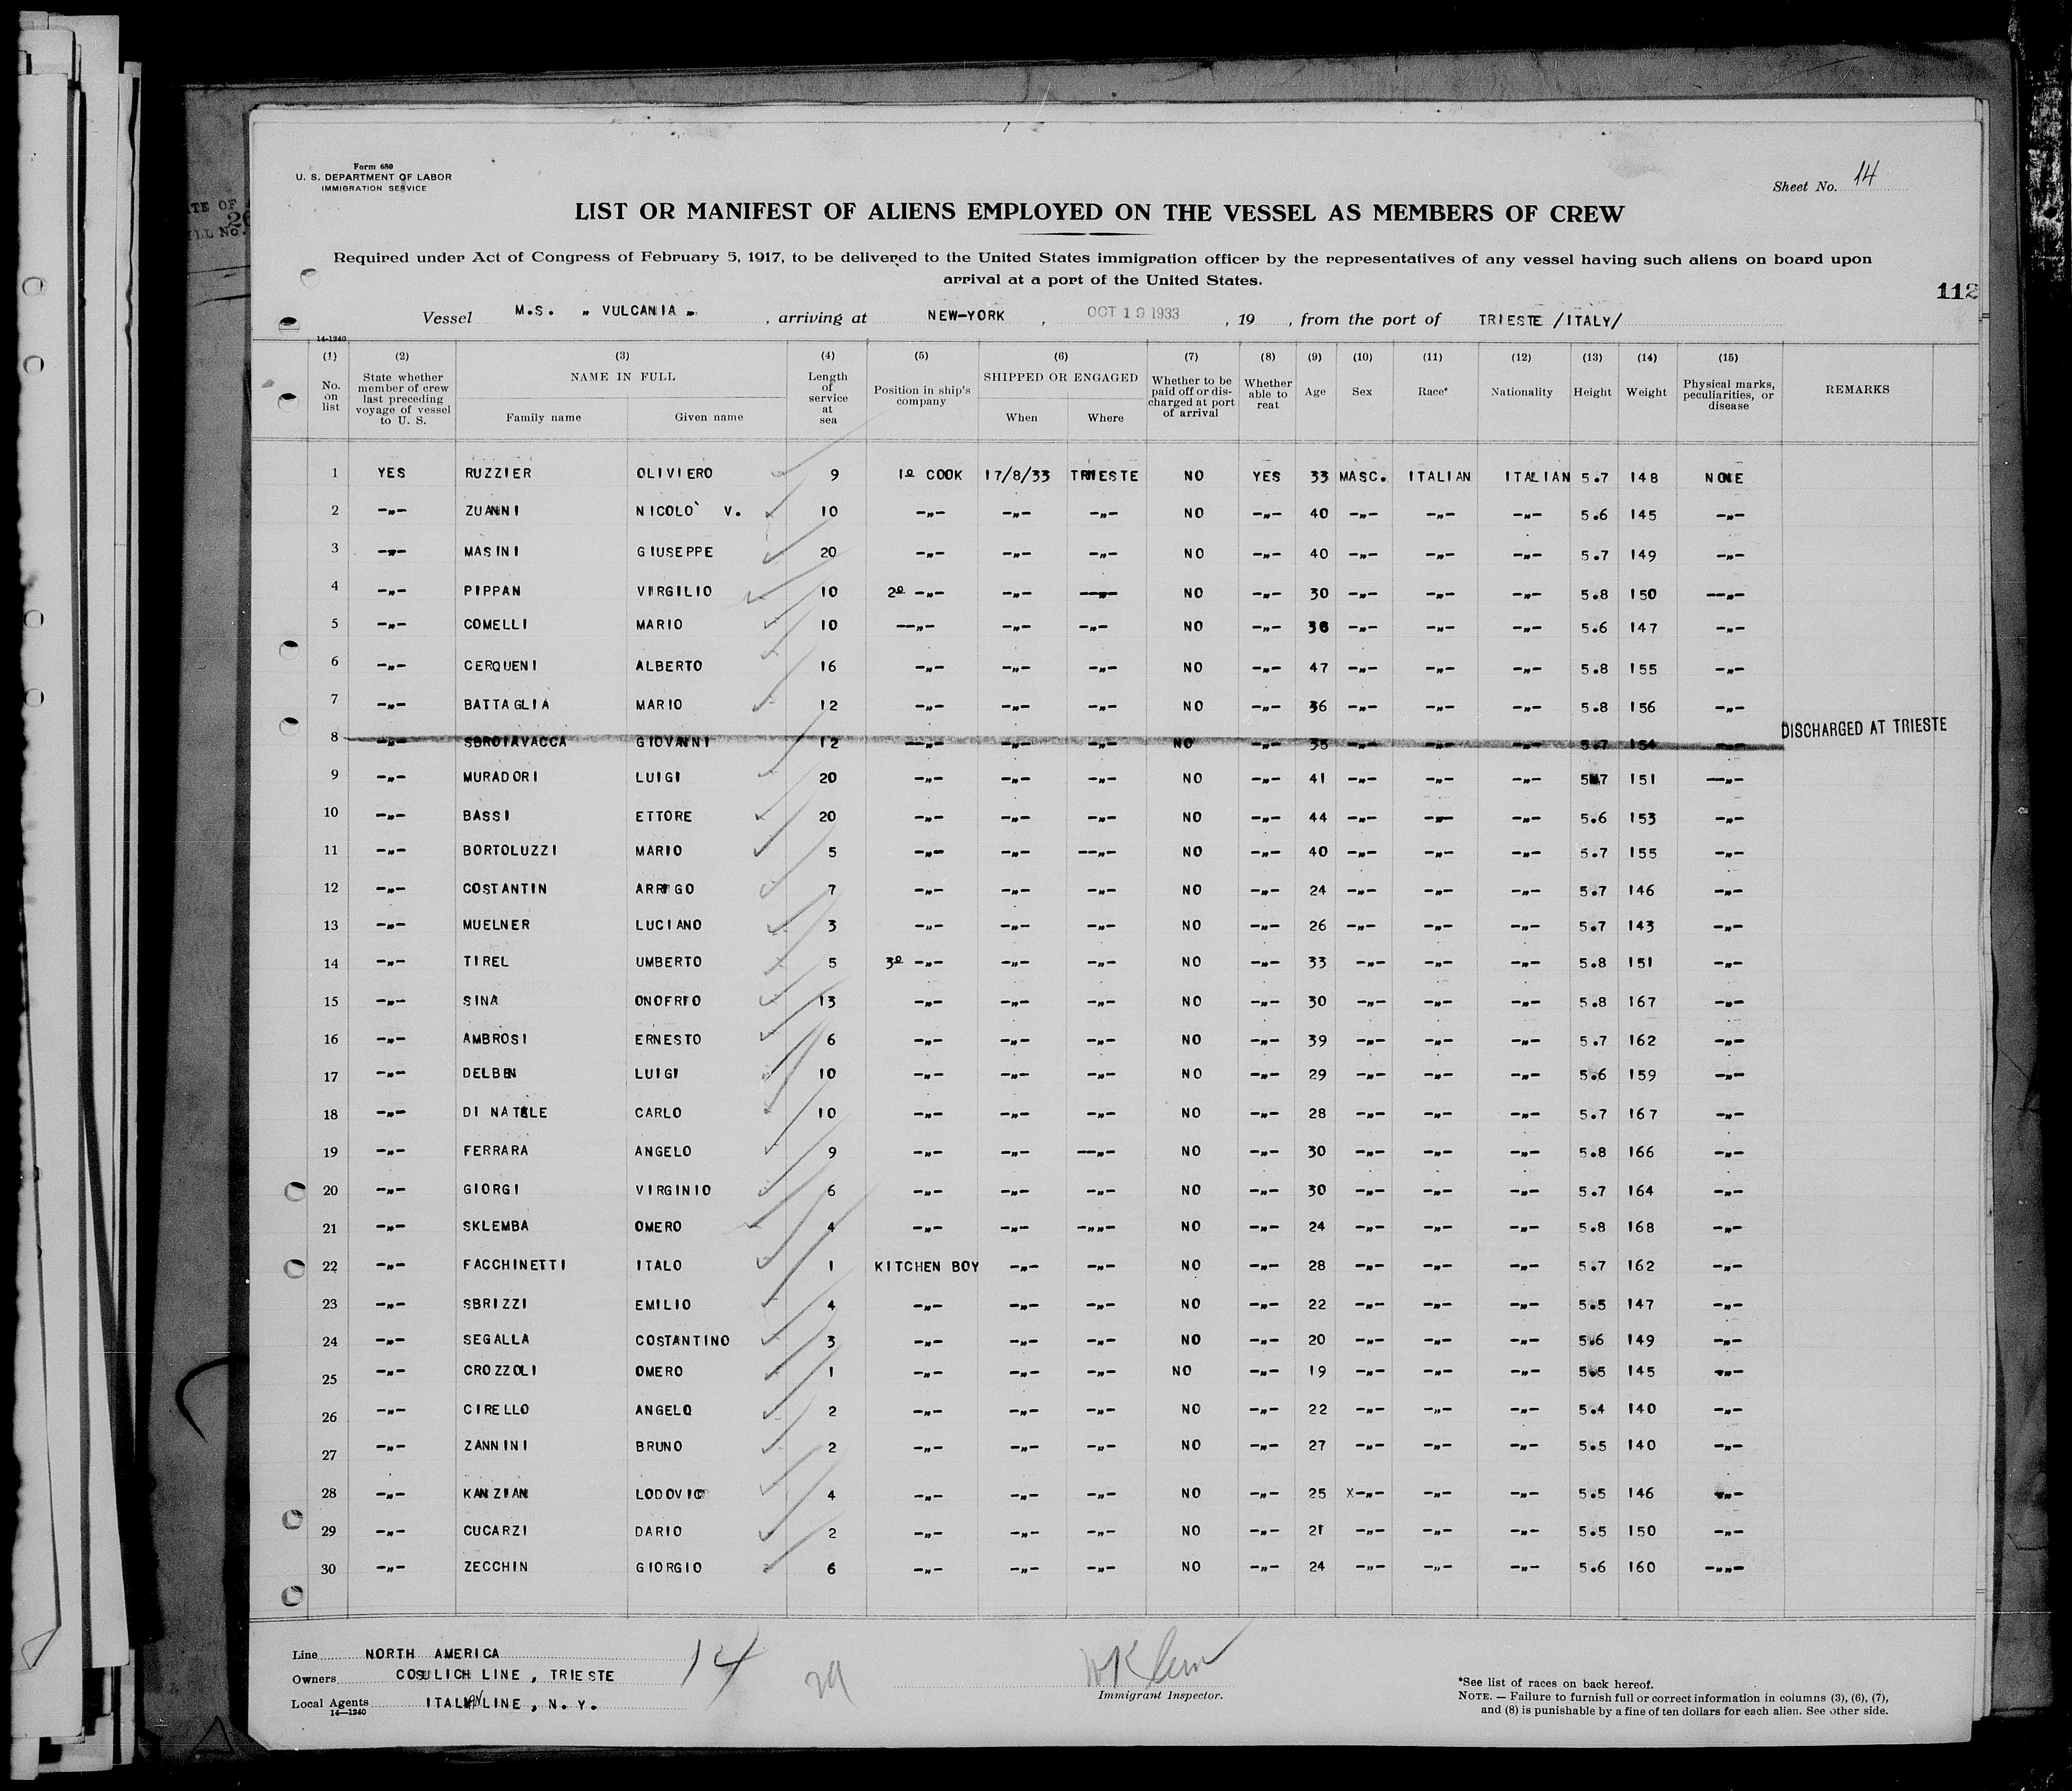 Form 680
U. S. DEPARTMENT OF LABOR
IMMIGRATION SERVICE
Sheet No. 14
LIST OR MANIFEST OF ALIENS EMPLOYED ON THE VESSEL AS MEMBERS OF CREW
Required under Act of Congress of February 5, 1917, to be delivered to the United States immigration officer by the representatives of any vessel having such aliens on board upon
arrival at a port of the United States.
112
Vessel M.S. „ VULCANIA „ , arriving at NEW-YORK , OCT 19 1933 , 19 , from the port of TRIESTE /ITALY/
14-1240
(1) No. on list (2) State whether member of crew last preceding voyage of vessel to U. S. (3) NAME IN FULL Family name Given name (4) Length of service at sea (5) Position in ship's company (6) SHIPPED OR ENGAGED When Where (7) Whether to be paid off or discharged at port of arrival (8) Whether able to reat (9) Age (10) Sex (11) Race* (12) Nationality (13) Height (14) Weight (15) Physical marks, peculiarities, or disease REMARKS
1 YES RUZZIER OLIVIERO 9 1º COOK 17/8/33 TRIESTE NO YES 33 MASC. ITALIAN ITALIAN 5.7 148 NONE
2 -„- ZUANNI NICOLO` V. 10 -„- -„- -„- NO -„- 40 -„- -„- -„- 5.6 145 -„-
3 -„- MASINI GIUSEPPE 20 -„- -„- -„- NO -„- 40 -„- -„- -„- 5.7 149 -„-
4 -„- PIPPAN VIRGILIO 10 2º -„- -„- -„- NO -„- 30 -„- -„- -„- 5.8 150 -„-
5 -„- COMELLI MARIO 10 -„- -„- -„- NO -„- 36 -„- -„- -„- 5.6 147 -„-
6 -„- CERQUENI ALBERTO 16 -„- -„- -„- NO -„- 47 -„- -„- -„- 5.8 155 -„-
7 -„- BATTAGLIA MARIO 12 -„- -„- -„- NO -„- 36 -„- -„- -„- 5.8 156 -„-
8 -„- SBROIAVACCA GIOVANNI 12 -„- -„- -„- NO -„- 35 -„- -„- -„- 5.7 154 -„- DISCHARGED AT TRIESTE
9 -„- MURADORI LUIGI 20 -„- -„- -„- NO -„- 41 -„- -„- -„- 5.7 151 -„-
10 -„- BASSI ETTORE 20 -„- -„- -„- NO -„- 44 -„- -„- -„- 5.6 153 -„-
11 -„- BORTOLUZZI MARIO 5 -„- -„- -„- NO -„- 40 -„- -„- -„- 5.7 155 -„-
12 -„- COSTANTIN ARRIGO 7 -„- -„- -„- NO -„- 24 -„- -„- -„- 5.7 146 -„-
13 -„- MUELNER LUCIANO 3 -„- -„- -„- NO -„- 26 -„- -„- -„- 5.7 143 -„-
14 -„- TIREL UMBERTO 5 3º -„- -„- -„- NO -„- 33 -„- -„- -„- 5.8 151 -„-
15 -„- SINA ONOFRIO 13 -„- -„- -„- NO -„- 30 -„- -„- -„- 5.8 167 -„-
16 -„- AMBROSI ERNESTO 6 -„- -„- -„- NO -„- 39 -„- -„- -„- 5.7 162 -„-
17 -„- DELBEN LUIGI 10 -„- -„- -„- NO -„- 29 -„- -„- -„- 5.6 159 -„-
18 -„- DI NATALE CARLO 10 -„- -„- -„- NO -„- 28 -„- -„- -„- 5.7 167 -„-
19 -„- FERRARA ANGELO 9 -„- -„- -„- NO -„- 30 -„- -„- -„- 5.8 166 -„-
20 -„- GIORGI VIRGINIO 6 -„- -„- -„- NO -„- 30 -„- -„- -„- 5.7 164 -„-
21 -„- SKLEMBA OMERO 4 -„- -„- -„- NO -„- 24 -„- -„- -„- 5.8 168 -„-
22 -„- FACCHINETTI ITALO 1 KITCHEN BOY -„- -„- NO -„- 28 -„- -„- -„- 5.7 162 -„-
23 -„- SBRIZZI EMILIO 4 -„- -„- -„- NO -„- 22 -„- -„- -„- 5.5 147 -„-
24 -„- SEGALLA COSTANTINO 3 -„- -„- -„- NO -„- 20 -„- -„- -„- 5.6 149 -„-
25 -„- CROZZOLI OMERO 1 -„- -„- -„- NO -„- 19 -„- -„- -„- 5.5 145 -„-
26 -„- CIRELLO ANGELO 2 -„- -„- -„- NO -„- 22 -„- -„- -„- 5.4 140 -„-
27 -„- ZANNINI BRUNO 2 -„- -„- -„- NO -„- 27 -„- -„- -„- 5.5 140 -„-
28 -„- KANZIAN LODOVICO 4 -„- -„- -„- NO -„- 25 X-„- -„- -„- 5.5 146 -„-
29 -„- CUCARZI DARIO 2 -„- -„- -„- NO -„- 21 -„- -„- -„- 5.5 150 -„-
30 -„- ZECCHIN GIORGIO 6 -„- -„- -„- NO -„- 24 -„- -„- -„- 5.6 160 -„-
Line NORTH AMERICA
Owners COSULICH LINE , TRIESTE
Local Agents ITALIAN LINE , N. Y.
14—1240
14
29
Immigrant Inspector.
*See list of races on back hereof.
NOTE. — Failure to furnish full or correct information in columns (3), (6), (7),
and (8) is punishable by a fine of ten dollars for each alien. See other side.